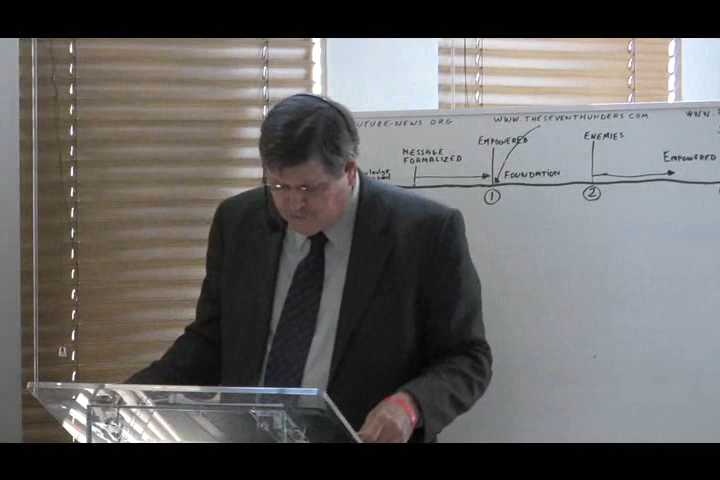 UTURE-NEWS.ORG WWW.THESEVENTHUNDERS.COM
MESSAGE
FORMALIZED
EMPOWERED
ENEMIES
EMPOWERED
FOUNDATION
1 2